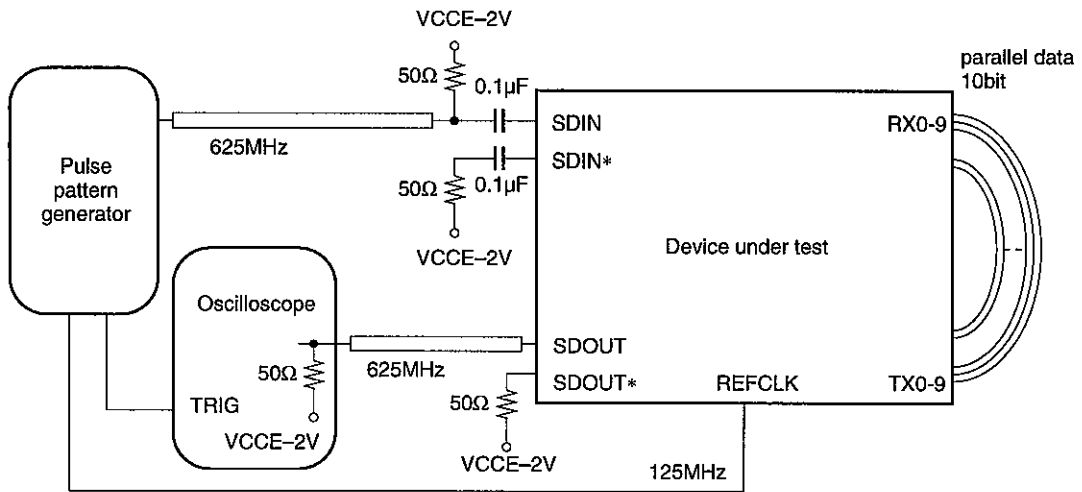 VCCE–2V
50Ω
0.1µF
625MHz
SDIN
SDIN*
0.1µF
50Ω
VCCE–2V
Pulse
pattern
generator
parallel data
10bit
RX0-9
Device under test
Oscilloscope
50Ω
TRIG
VCCE–2V
625MHz
SDOUT
SDOUT*
50Ω
VCCE–2V
REFCLK
TX0-9
125MHz